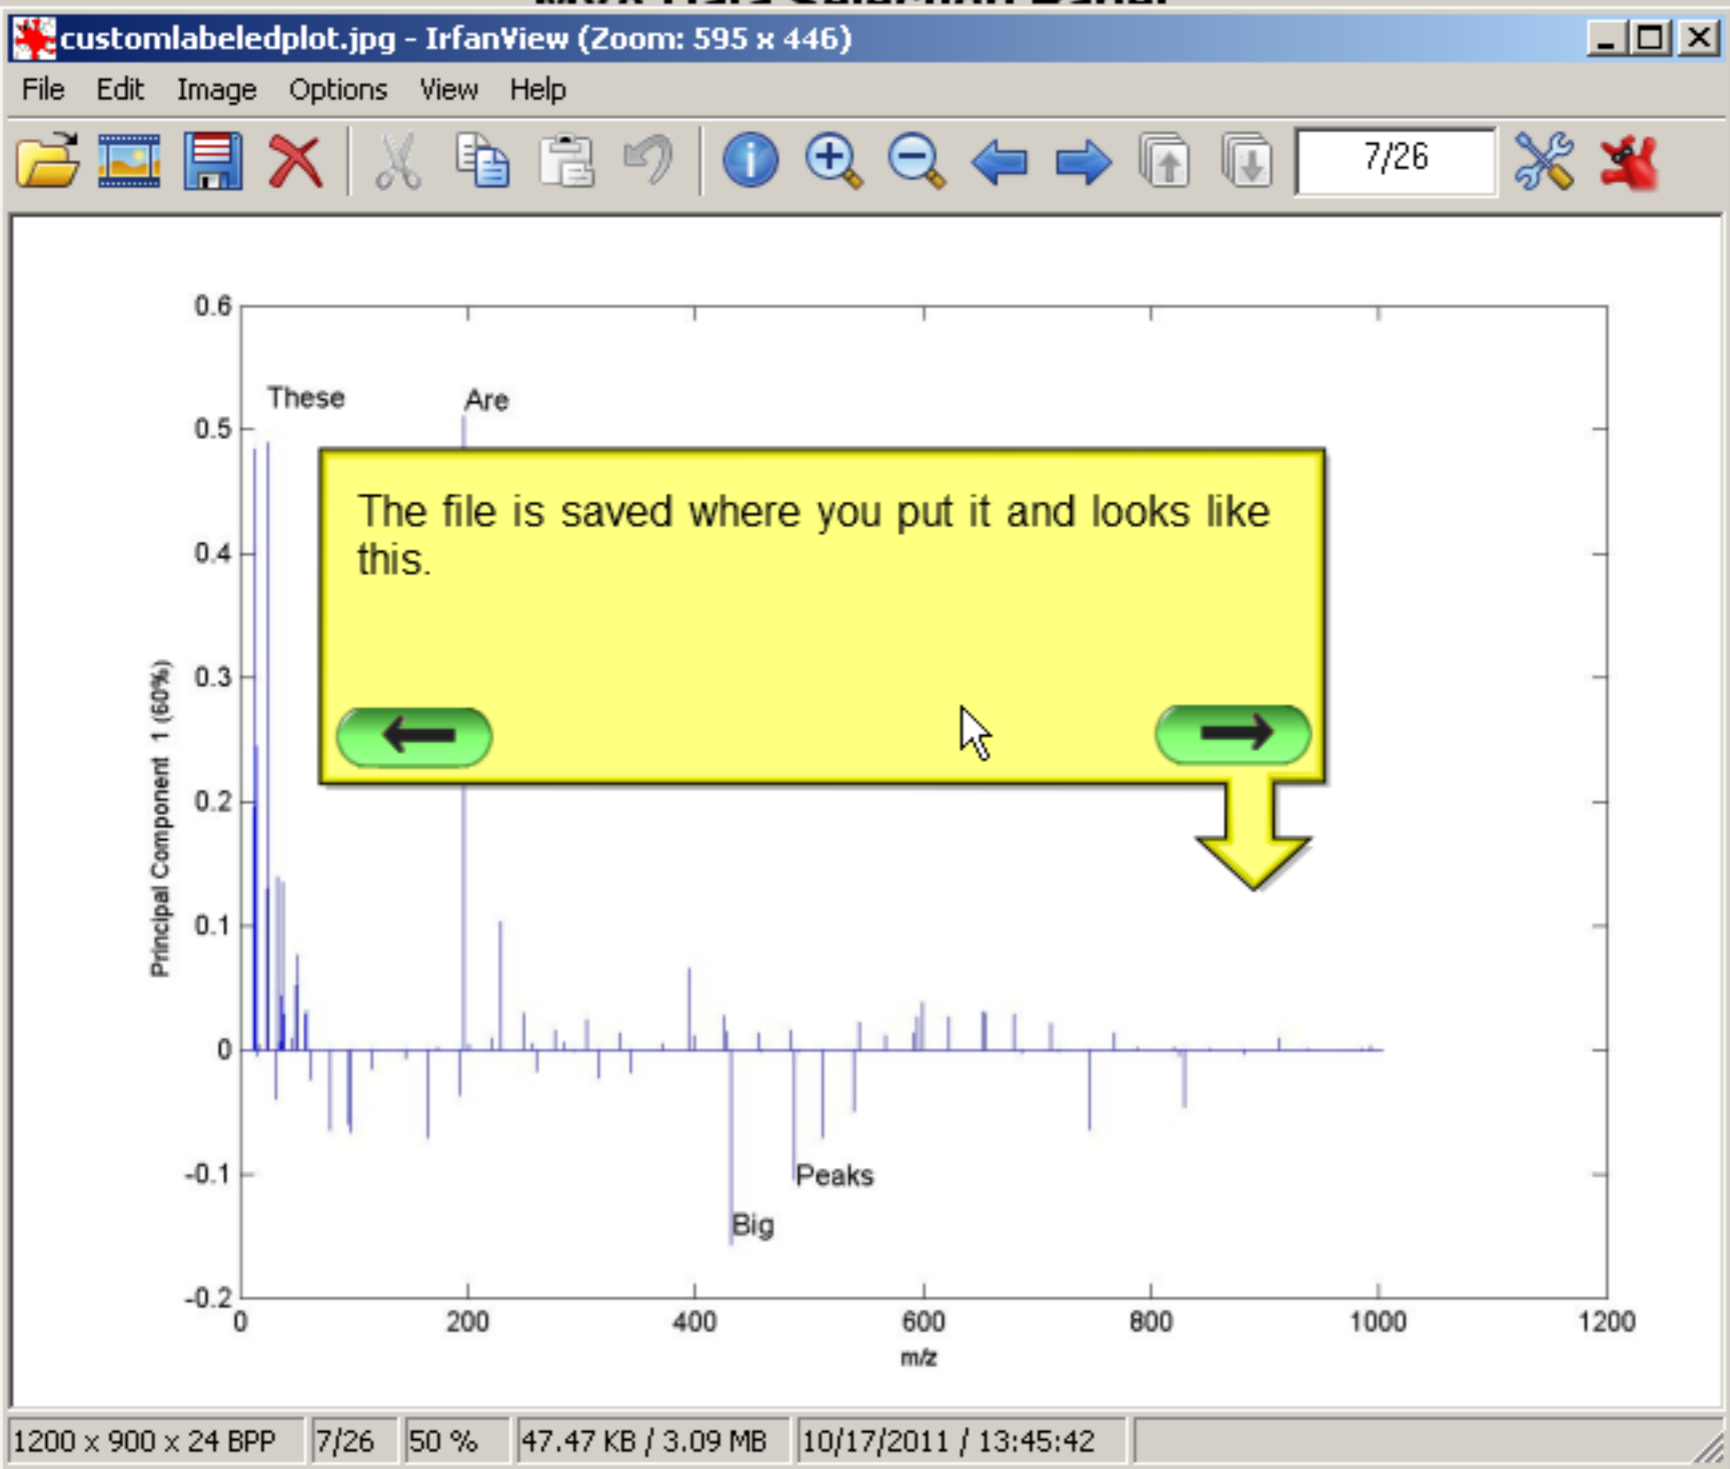 customlabeledplot.jpg - IrfanView (Zoom: 595 x 446)
File Edit Image Options View Help
7/26
0.6
These Are
0.5
The file is saved where you put it and looks like
this.
0.4
0.3
0.2
0.1
0
-0.1
-0.2
Principal Component 1 (60%)
Peaks
Big
0 200 400 600 800 1000 1200
m/z
1200 x 900 x 24 BPP 7/26 50 % 47.47 KB / 3.09 MB 10/17/2011 / 13:45:42